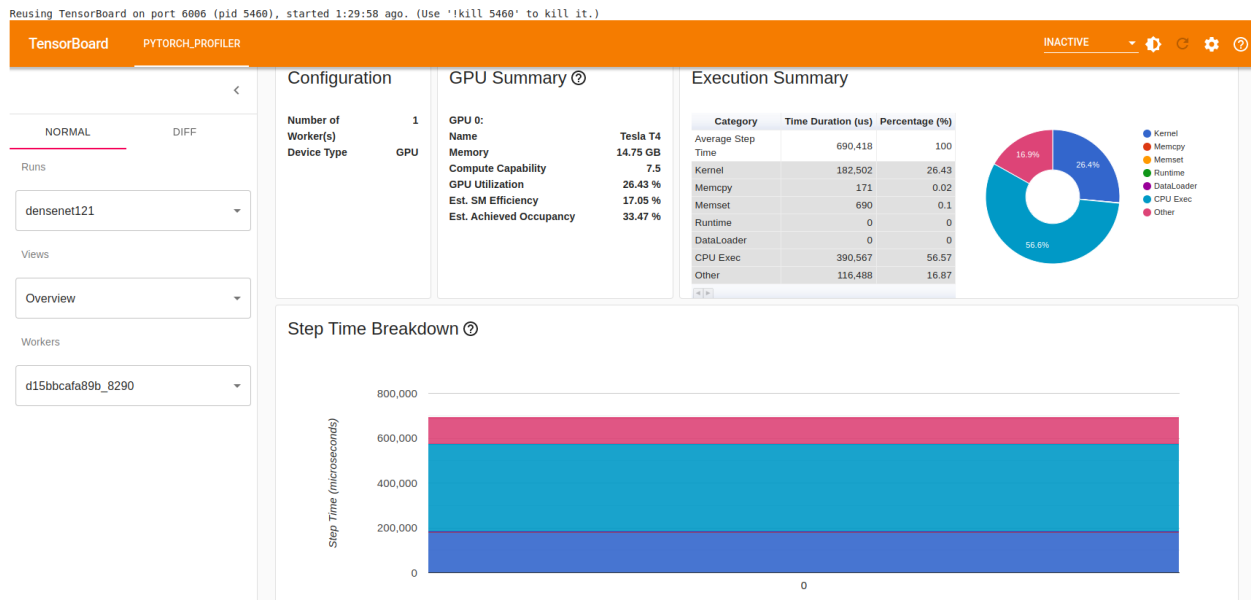 Reusing TensorBoard on port 6006 (pid 5460), started 1:29:58 ago. (Use '!kill 5460' to kill it.)
TensorBoard PYTORCH_PROFILER INACTIVE
NORMAL DIFF
Runs
densenet121
Views
Overview
Workers
d15bbcafa89b_8290
Configuration
Number of Worker(s) 1
Device Type GPU
GPU Summary
GPU 0:
Name Tesla T4
Memory 14.75 GB
Compute Capability 7.5
GPU Utilization 26.43 %
Est. SM Efficiency 17.05 %
Est. Achieved Occupancy 33.47 %
Execution Summary
Category Time Duration (us) Percentage (%)
Average Step Time 690,418 100
Kernel 182,502 26.43
Memcpy 171 0.02
Memset 690 0.1
Runtime 0 0
DataLoader 0 0
CPU Exec 390,567 56.57
Other 116,488 16.87
16.9%
26.4%
56.6%
Kernel
Memcpy
Memset
Runtime
DataLoader
CPU Exec
Other
Step Time Breakdown
Step Time (microseconds)
800,000
600,000
400,000
200,000
0
0